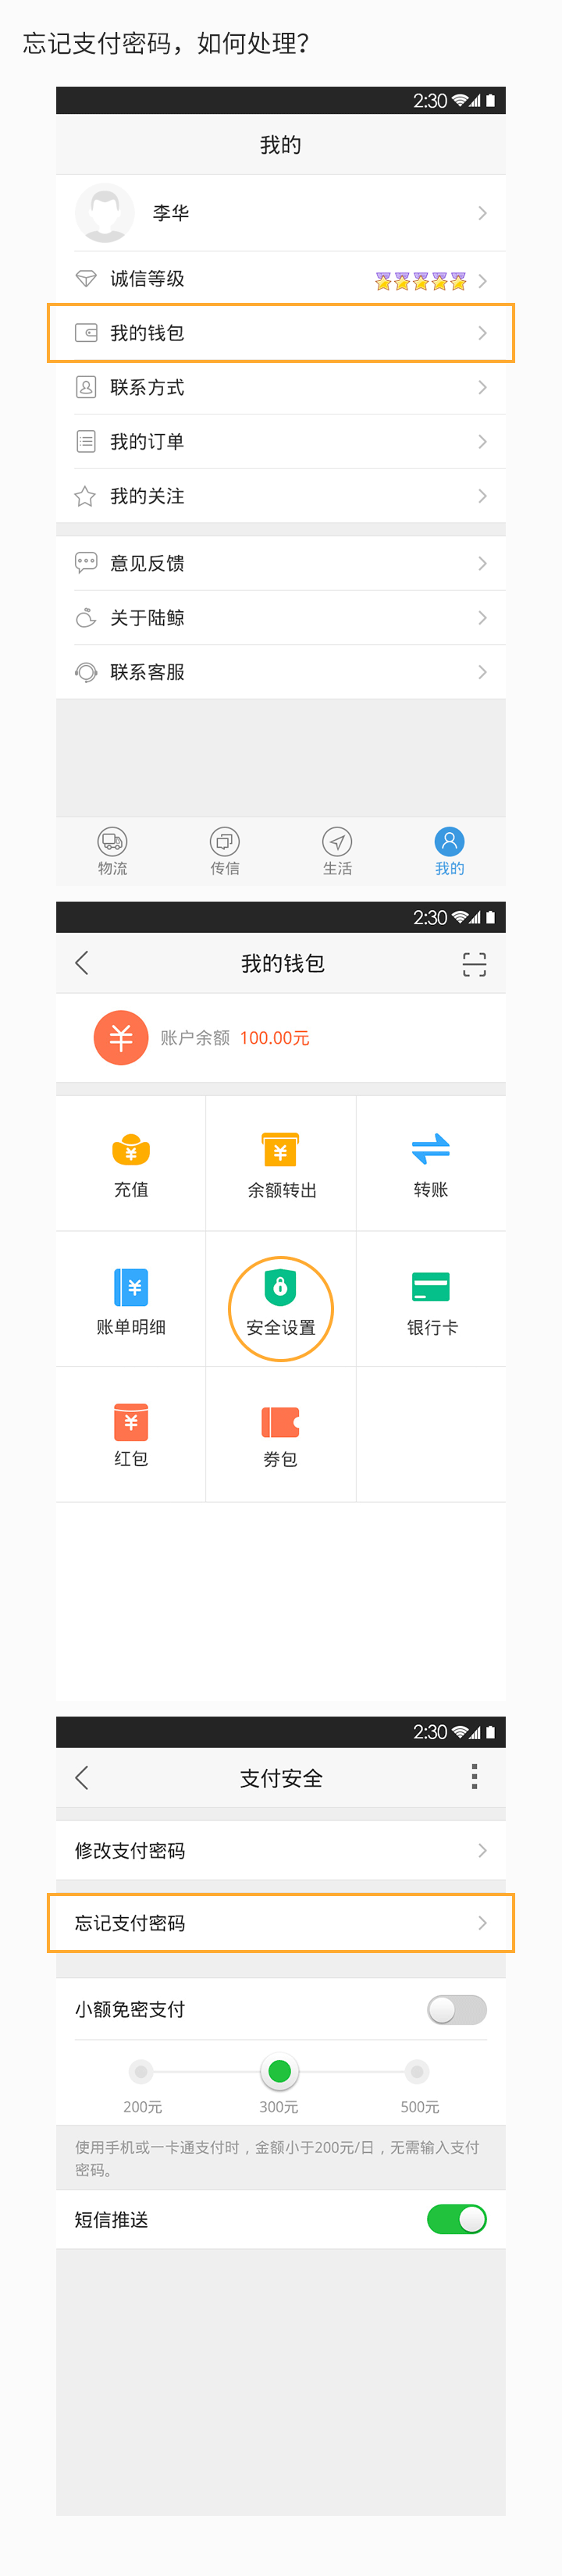 忘记支付密码，如何处理？
2:30
我的
李华
诚信等级
我的钱包
联系方式
我的订单
我的关注
意见反馈
关于陆鲸
联系客服
物流 传信 生活 我的
2:30
我的钱包
¥ 账户余额 100.00元
充值 余额转出 转账
账单明细 安全设置 银行卡
红包 券包
2:30
支付安全
修改支付密码
忘记支付密码
小额免密支付
200元 300元 500元
使用手机或一卡通支付时，金额小于200元/日，无需输入支付
密码。
短信推送